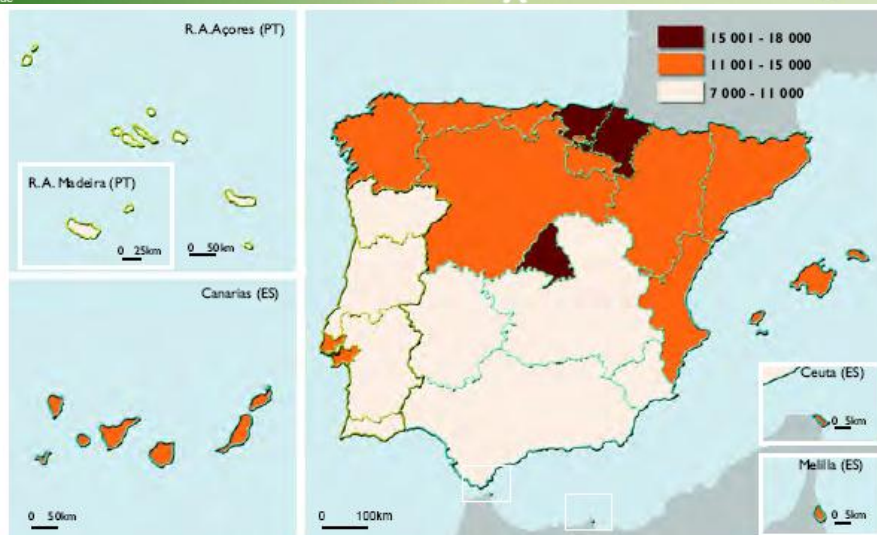 R.A.Açores (PT)
R.A. Madeira (PT)
0 25km
0 50km
Canarias (ES)
0 50km
15 001 - 18 000
11 001 - 15 000
7 000 - 11 000
Ceuta (ES)
0 5km
Melilla (ES)
0 5km
0 100km